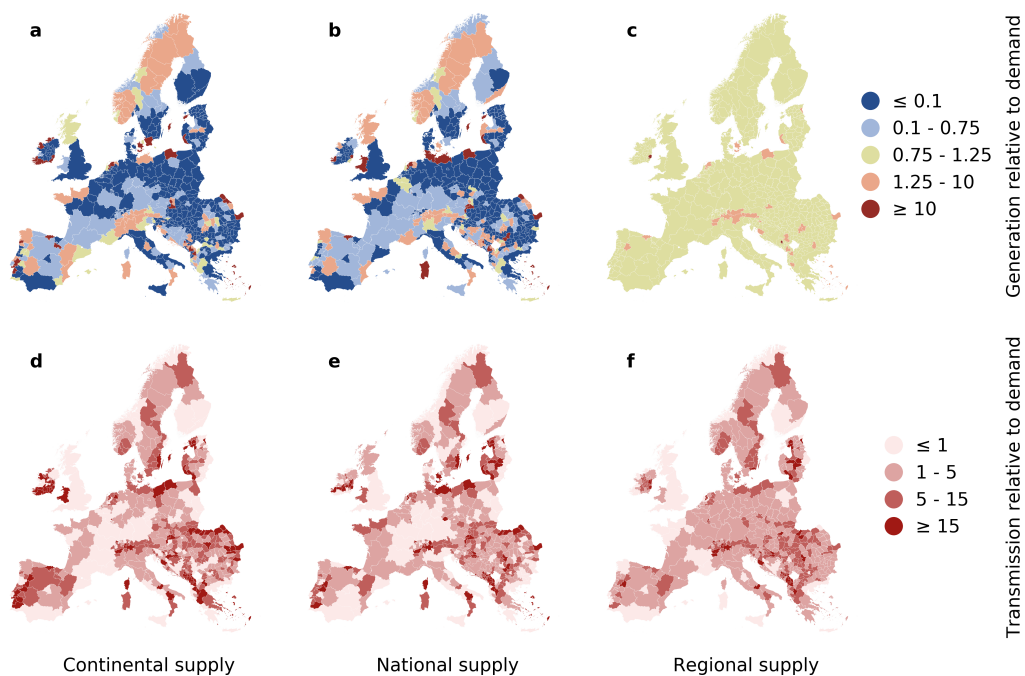 a
b
c
Generation relative to demand
≤ 0.1
0.1 - 0.75
0.75 - 1.25
1.25 - 10
≥ 10
d
e
f
Transmission relative to demand
≤ 1
1 - 5
5 - 15
≥ 15
Continental supply
National supply
Regional supply